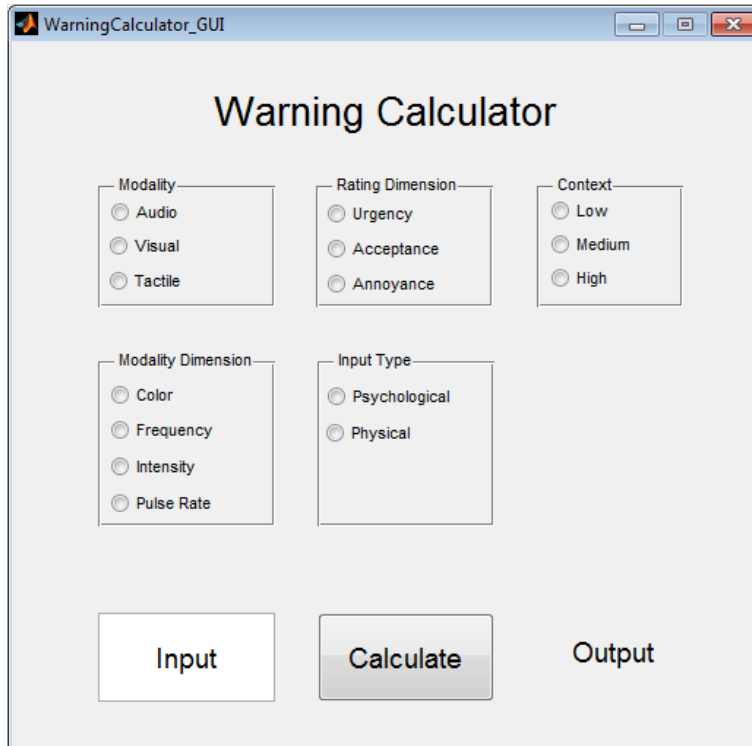 WarningCalculator_GUI
Warning Calculator
Modality
Audio
Visual
Tactile
Rating Dimension
Urgency
Acceptance
Annoyance
Context
Low
Medium
High
Modality Dimension
Color
Frequency
Intensity
Pulse Rate
Input Type
Psychological
Physical
Input
Calculate
Output